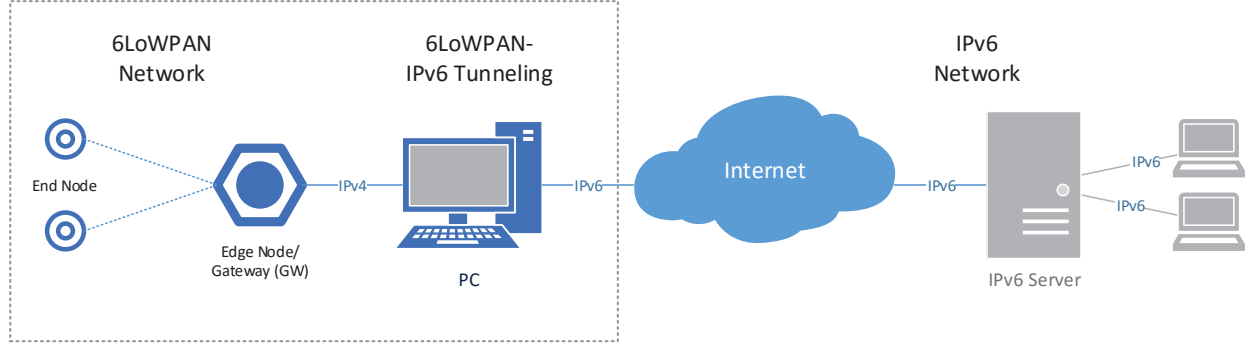 6LoWPAN
Network
6LoWPAN-
IPv6 Tunneling
IPv6
Network
End Node
IPv4
IPv6
Internet
IPv6
IPv6
IPv6
Edge Node/
Gateway (GW)
PC
IPv6 Server